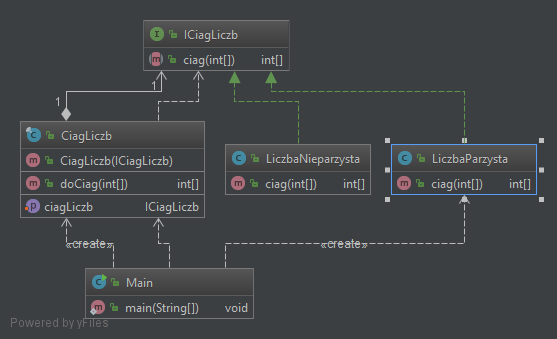 ICiagLiczb
ciag(int[]) int[]
1
1
CiagLiczb
CiagLiczb(ICiagLiczb)
doCiag(int[]) int[]
ciagLiczb ICiagLiczb
LiczbaNieparzysta
ciag(int[]) int[]
LiczbaParzysta
ciag(int[]) int[]
«create»
«create»
Main
main(String[]) void
Powered by yFiles